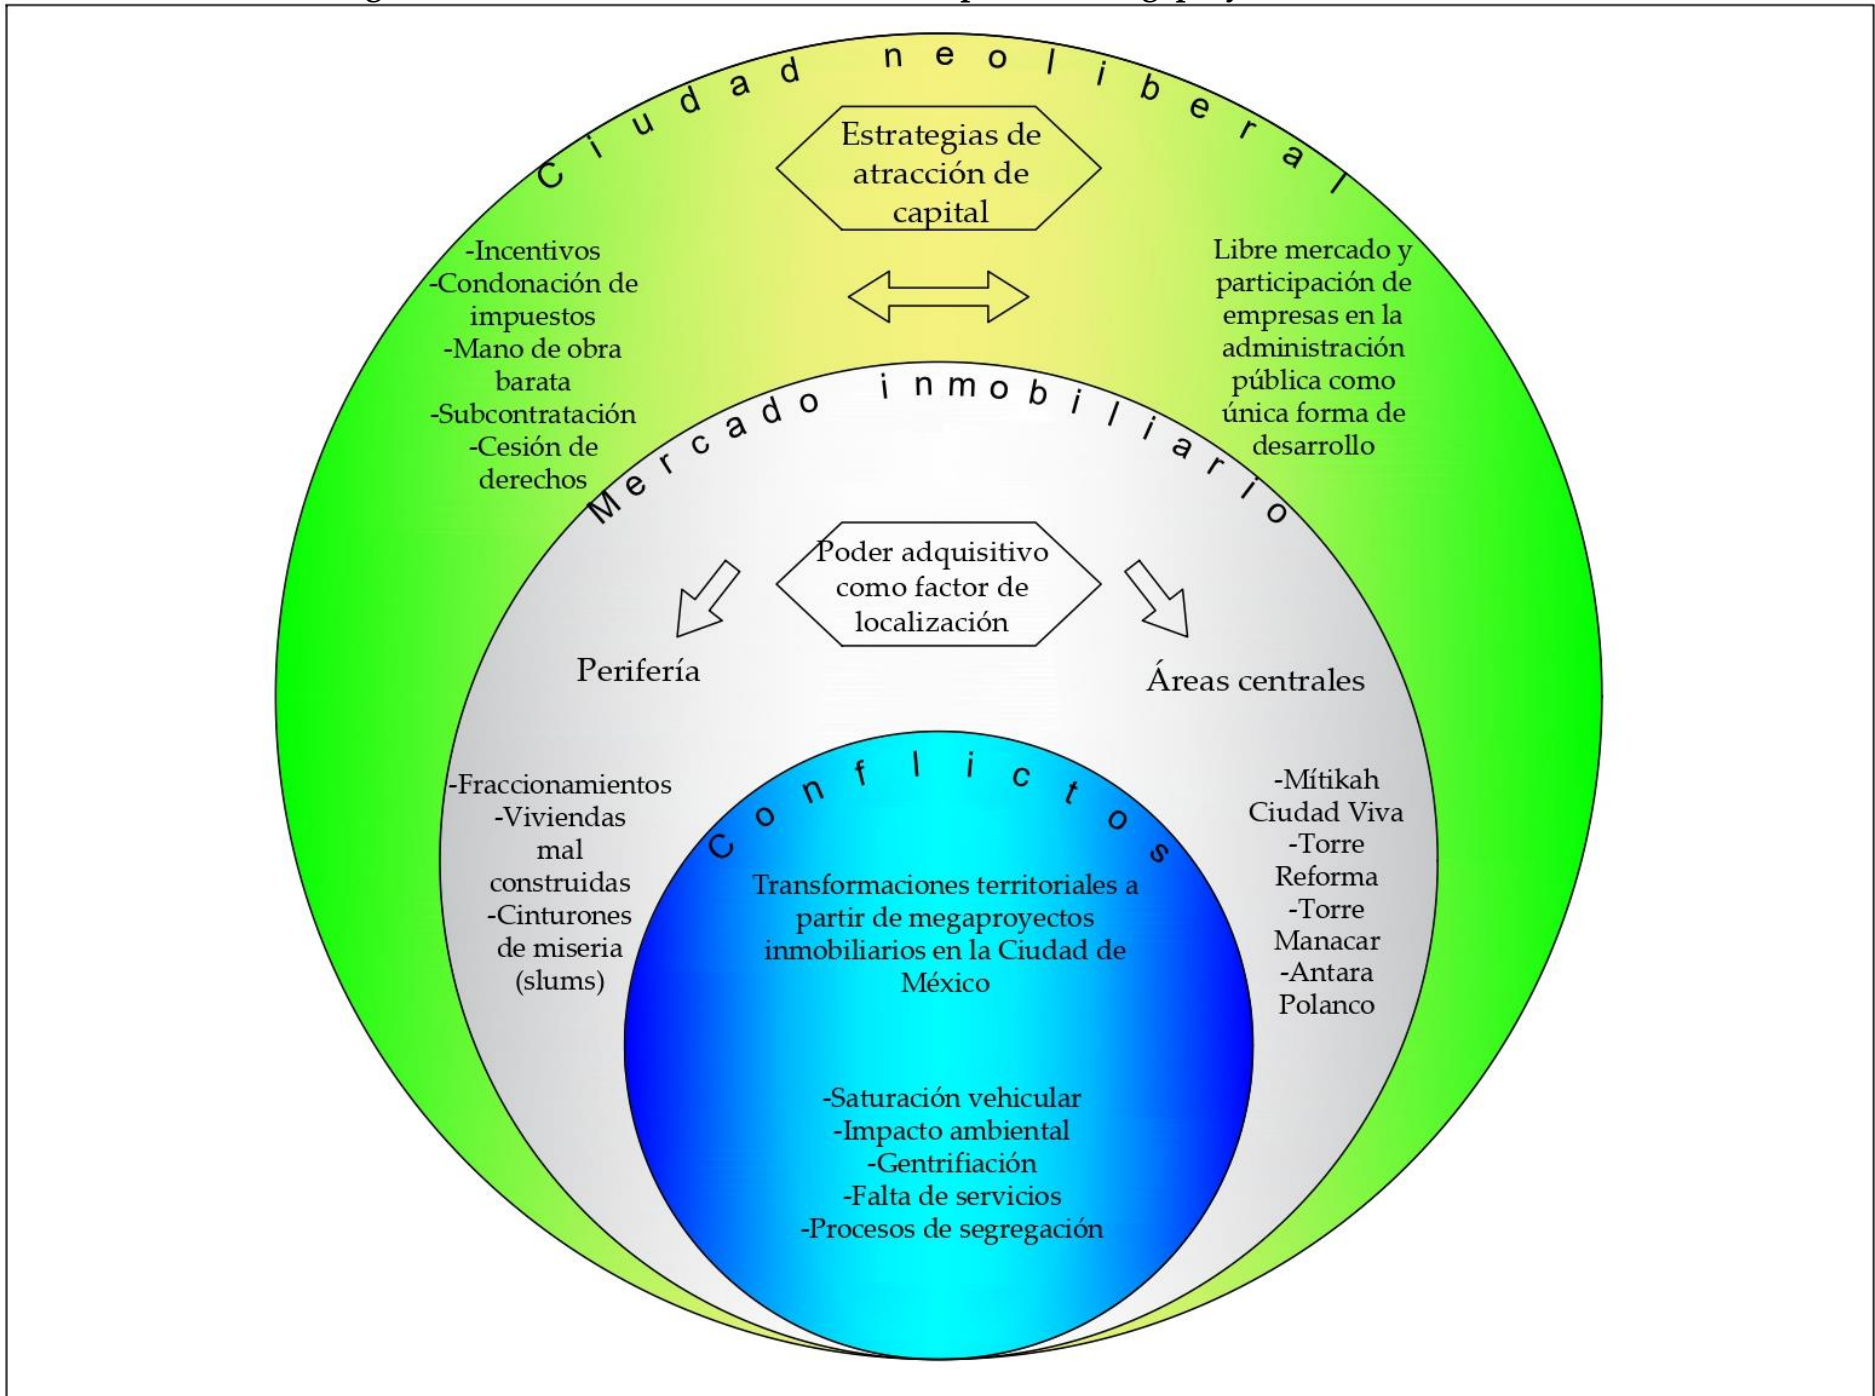 Ciudad neoliberal
Estrategias de
atracción de
capital
-Incentivos
-Condonación de
impuestos
-Mano de obra
barata
-Subcontratación
-Cesión de
derechos
Libre mercado y
participación de
empresas en la
administración
pública como
única forma de
desarrollo
Mercado inmobiliario
Poder adquisitivo
como factor de
localización
Perifería
Áreas centrales
-Fraccionamientos
-Viviendas
mal
construidas
-Cinturones
de miseria
(slums)
-Mítikah
Ciudad Viva
-Torre
Reforma
-Torre
Manacar
-Antara
Polanco
Conflictos
Transformaciones territoriales a
partir de megaproyectos
inmobiliarios en la Ciudad de
México
-Saturación vehicular
-Impacto ambiental
-Gentrifiación
-Falta de servicios
-Procesos de segregación